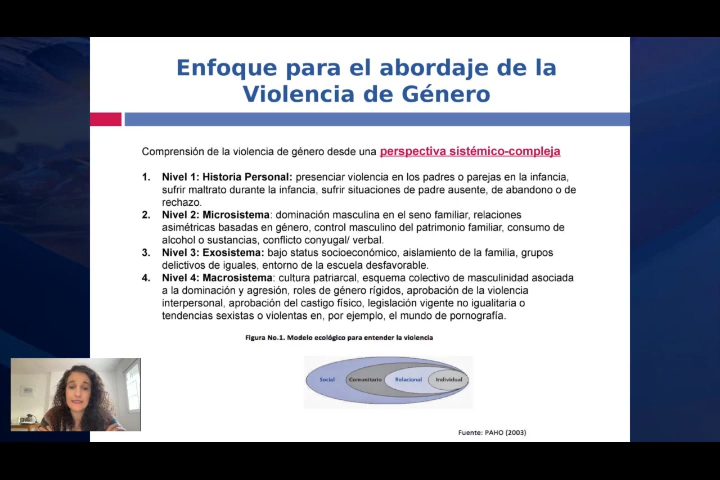 Enfoque para el abordaje de la
Violencia de Género
Comprensión de la violencia de género desde una perspectiva sistémico-compleja
1. Nivel 1: Historia Personal: presenciar violencia en los padres o parejas en la infancia,
sufrir maltrato durante la infancia, sufrir situaciones de padre ausente, de abandono o de
rechazo.
2. Nivel 2: Microsistema: dominación masculina en el seno familiar, relaciones
asimétricas basadas en género, control masculino del patrimonio familiar, consumo de
alcohol o sustancias, conflicto conyugal/ verbal.
3. Nivel 3: Exosistema: bajo status socioeconómico, aislamiento de la familia, grupos
delictivos de iguales, entorno de la escuela desfavorable.
4. Nivel 4: Macrosistema: cultura patriarcal, esquema colectivo de masculinidad asociada
a la dominación y agresión, roles de género rígidos, aprobación de la violencia
interpersonal, aprobación del castigo físico, legislación vigente no igualitaria o
tendencias sexistas o violentas en, por ejemplo, el mundo de pornografía.
Figura No.1. Modelo ecológico para entender la violencia
Social Comunitario Relacional Individual
Fuente: PAHO (2003)